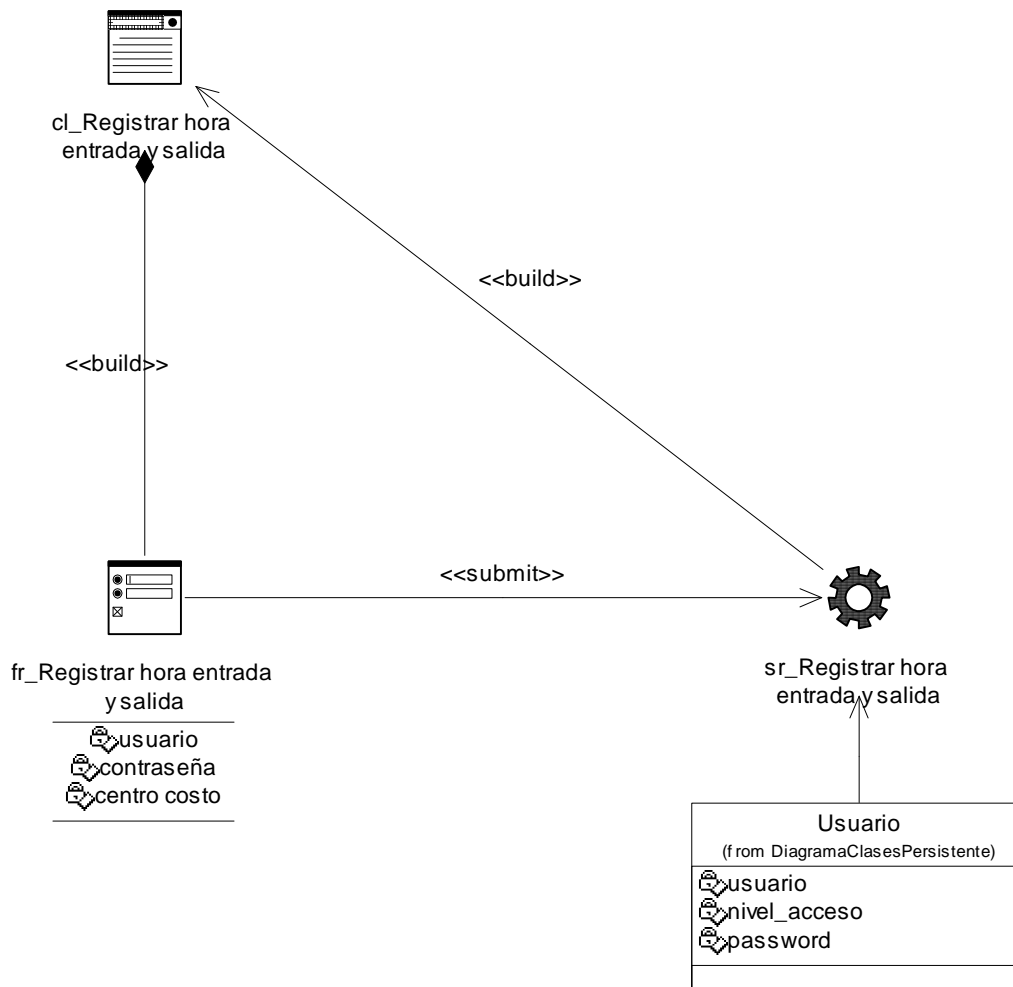 cl_Registrar hora
entrada y salida
<<build>>
<<build>>
<<submit>>
fr_Registrar hora entrada
y salida
usuario
contraseña
centro costo
sr_Registrar hora
entrada y salida
Usuario
(from DiagramaClasesPersistente)
usuario
nivel_acceso
password